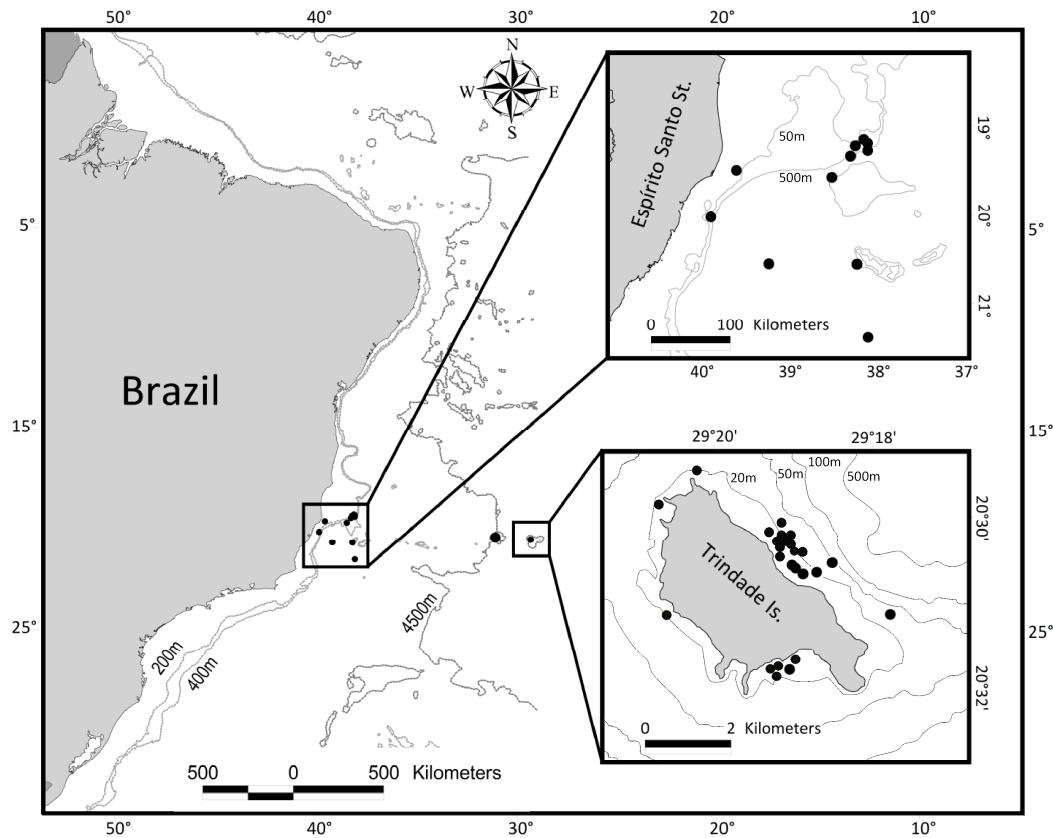 50° 40° 30° 20° 10°
N
W E
S
5°
15°
25°
5°
15°
25°
Brazil
200m
400m
4500m
500 0 500 Kilometers
50° 40° 30° 20° 10°
Espírito Santo St.
50m
500m
0 100 Kilometers
19°
20°
21°
40° 39° 38° 37°
29°20' 29°18'
20m
50m
100m
500m
Trindade Is.
20°30'
20°32'
0 2 Kilometers